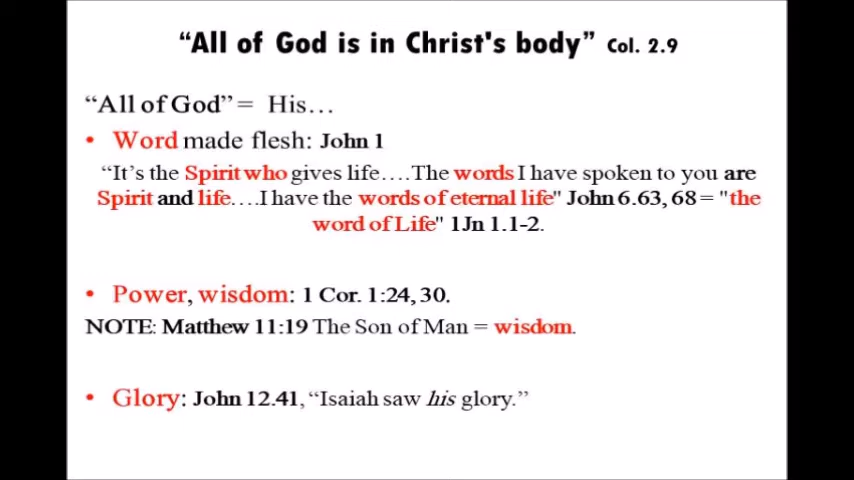 “All of God is in Christ's body” Col. 2.9
“All of God” = His…
• Word made flesh: John 1
“It’s the Spirit who gives life….The words I have spoken to you are
Spirit and life….I have the words of eternal life" John 6.63, 68 = "the
word of Life" 1Jn 1.1-2.
• Power, wisdom: 1 Cor. 1:24, 30.
NOTE: Matthew 11:19 The Son of Man = wisdom.
• Glory: John 12.41, “Isaiah saw his glory.”